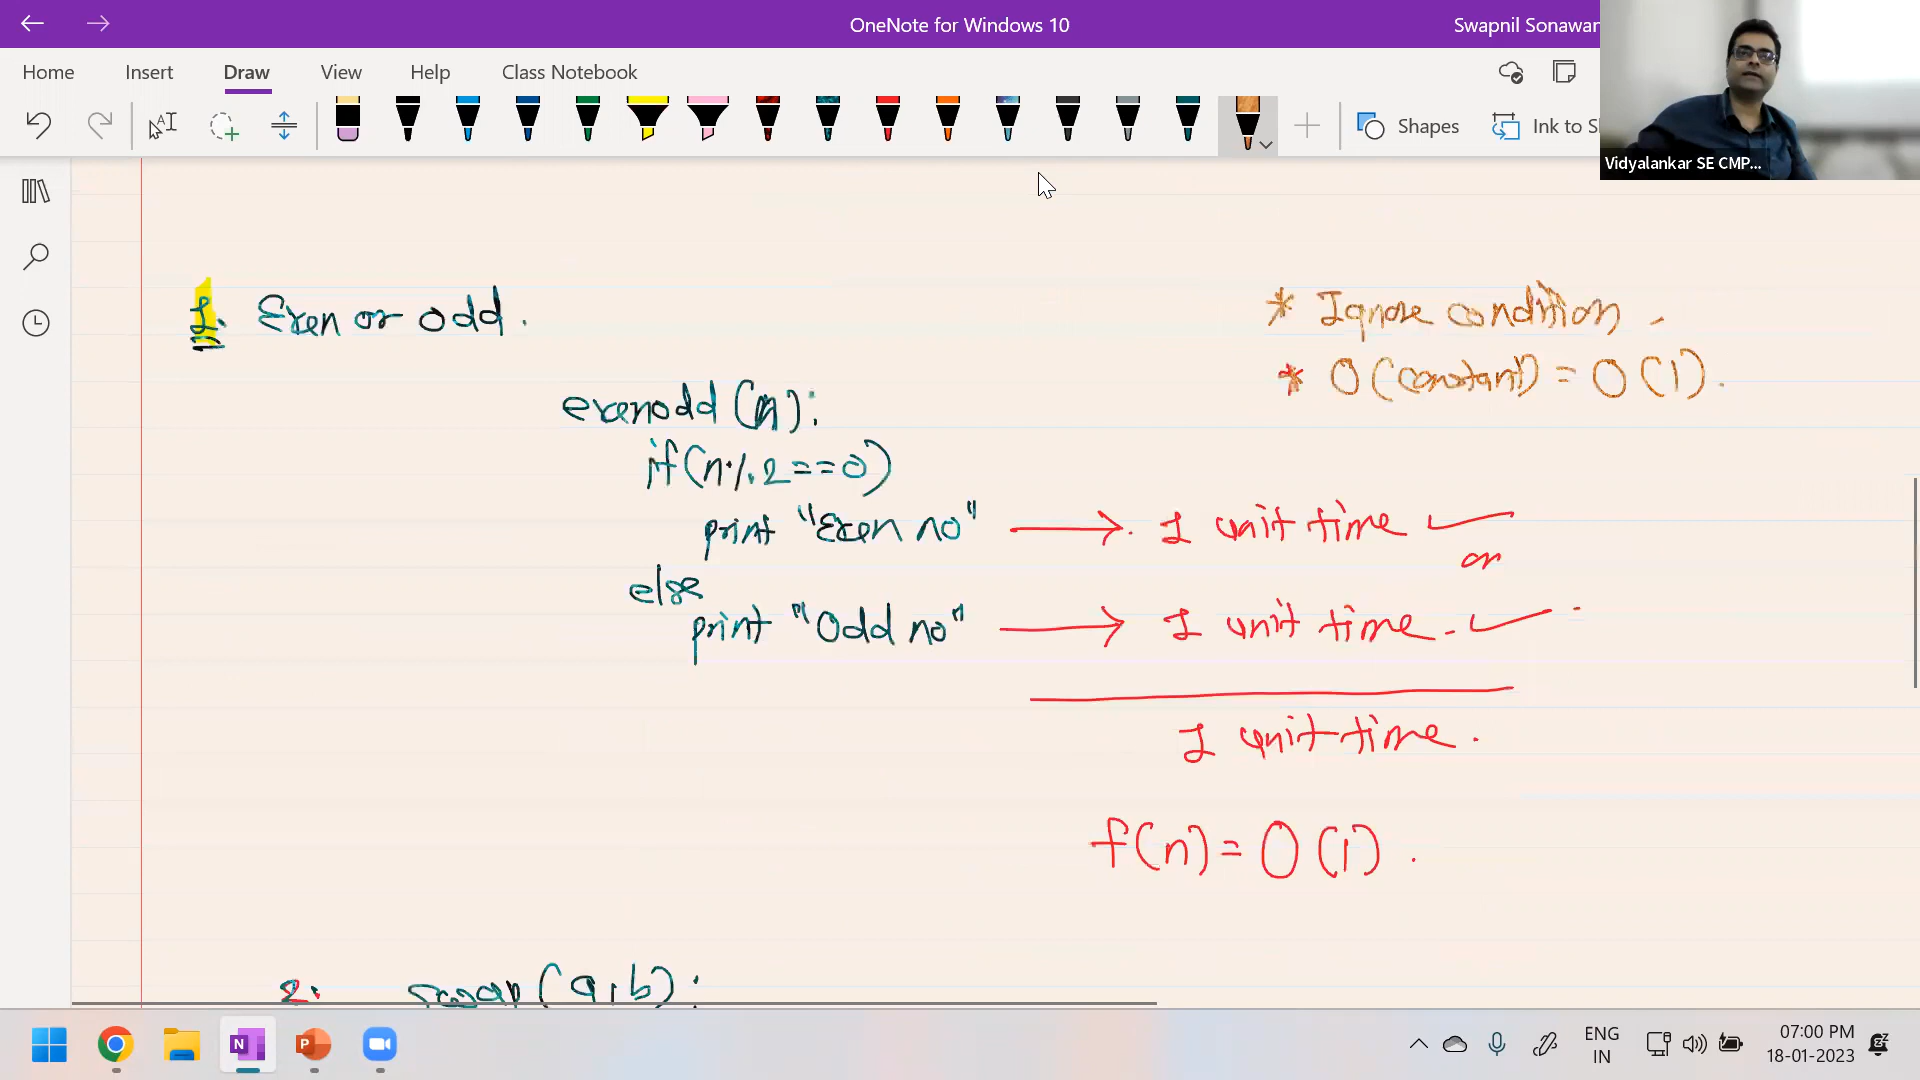 OneNote for Windows 10
Swapnil Sonawan
Home Insert Draw View Help Class Notebook
Shapes
Ink to S
Vidyalankar SE CMP...
1. Even or odd.
* Ignore condition.
* O(constant) = O(1).
evenodd(n):
if(n%2==0)
print "Even no" → 1 unit time
or
else
print "Odd no" → 1 unit time.
1 unit time.
f(n) = O(1).
2. swap(a,b):
ENG
IN
07:00 PM
18-01-2023